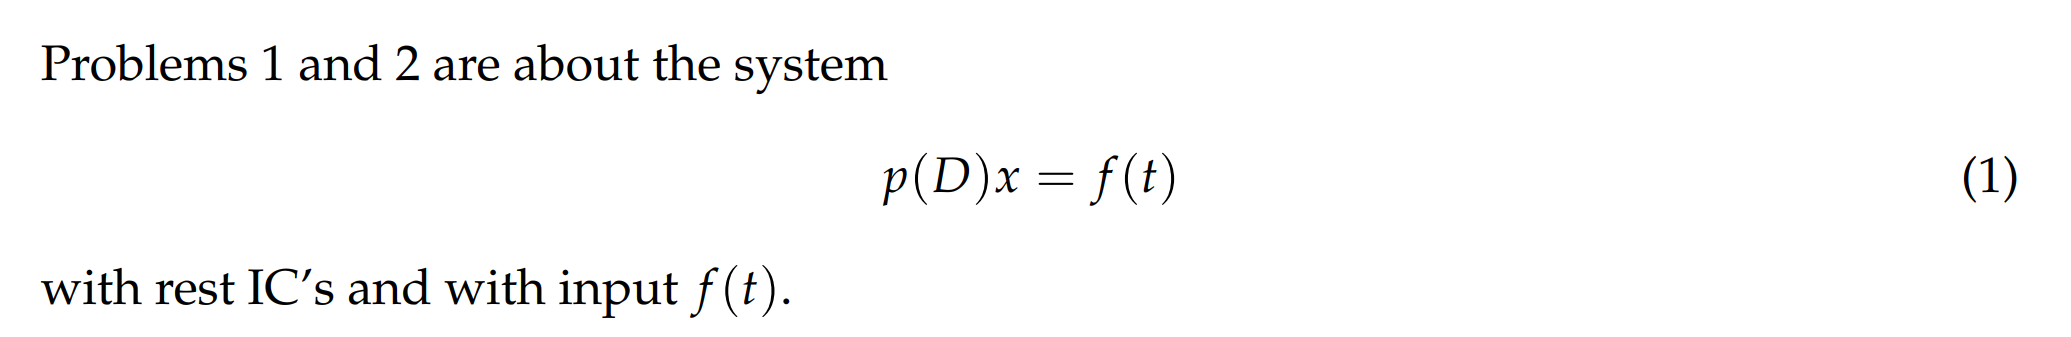 Problems 1 and 2 are about the system
p(D)x = f(t) (1)
with rest IC’s and with input f(t).